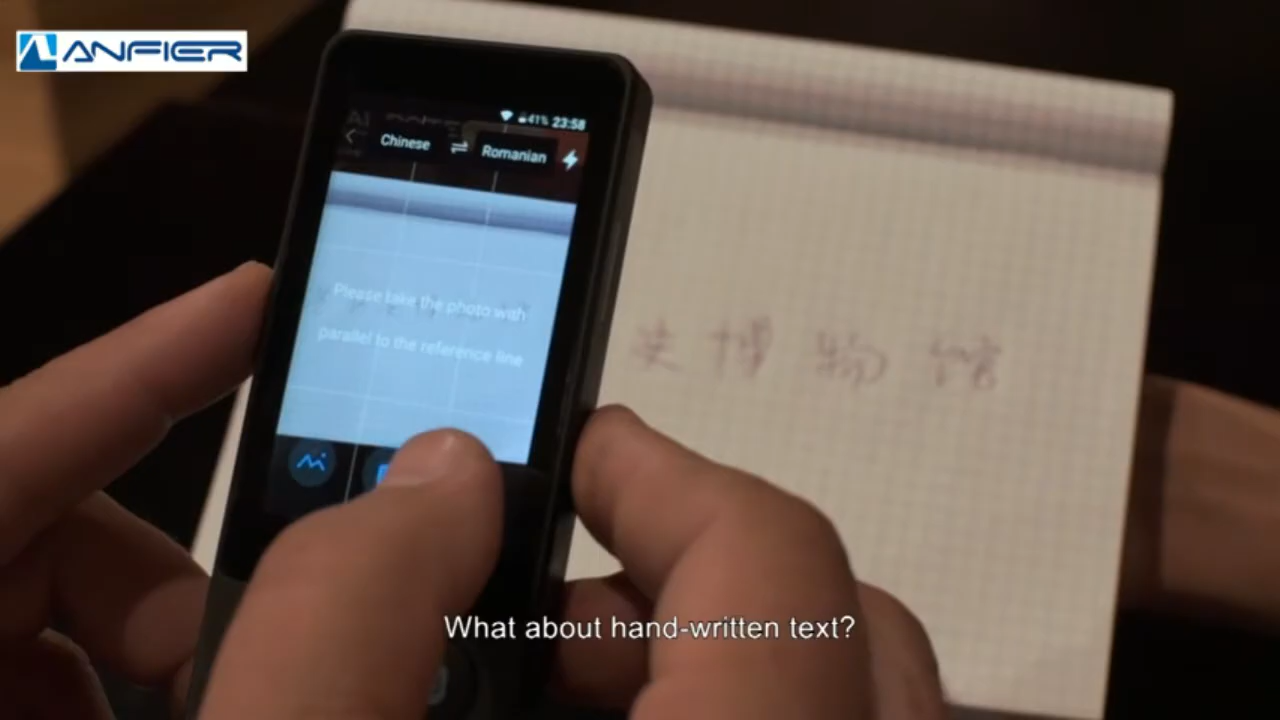 ANFIER
41% 23:58
Chinese ⇌ Romanian
Please take the photo with
parallel to the reference line
史 博 物 馆
What about hand-written text?